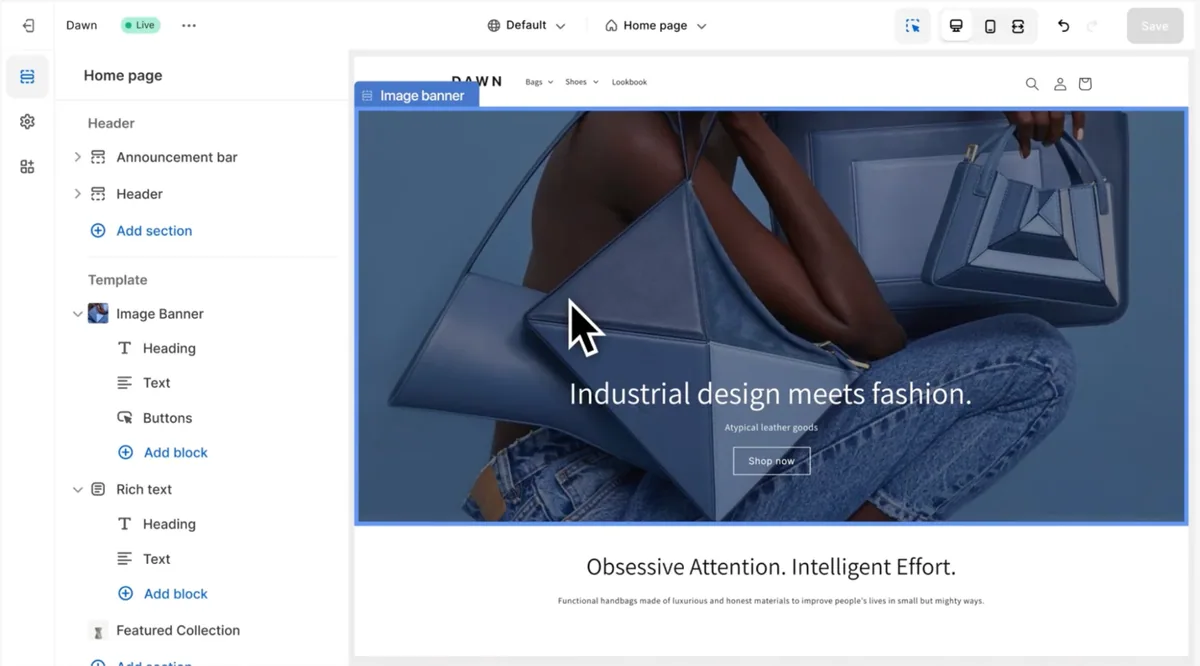 Dawn
Live
Default
Home page
Save
Home page
Header
Announcement bar
Header
Add section
Template
Image Banner
Heading
Text
Buttons
Add block
Rich text
Heading
Text
Add block
Featured Collection
Add section
DAWN
Bags
Shoes
Lookbook
Image banner
Industrial design meets fashion.
Atypical leather goods
Shop now
Obsessive Attention. Intelligent Effort.
Functional handbags made of luxurious and honest materials to improve people's lives in small but mighty ways.